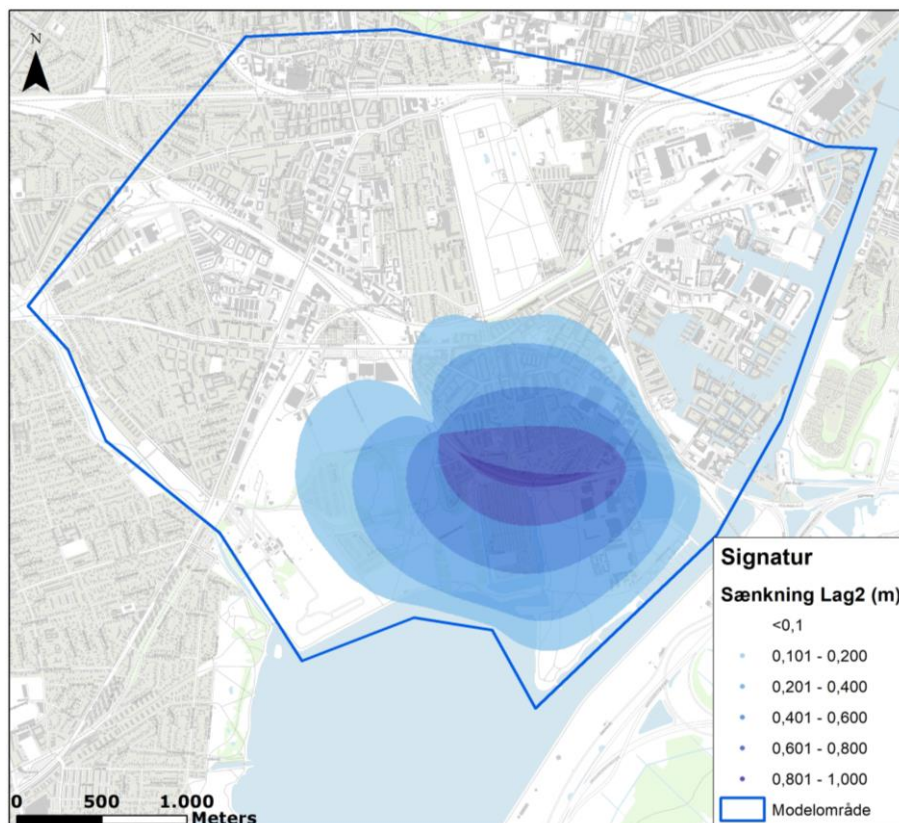 N
Signatur
Sænkning Lag2 (m)
<0,1
0,101 - 0,200
0,201 - 0,400
0,401 - 0,600
0,601 - 0,800
0,801 - 1,000
Modelområde
0 500 1.000
Meters